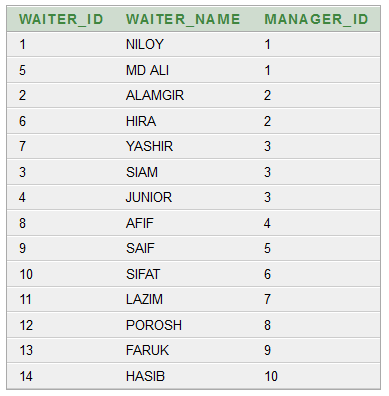 WAITER_ID WAITER_NAME MANAGER_ID
1 NILOY 1
5 MD ALI 1
2 ALAMGIR 2
6 HIRA 2
7 YASHIR 3
3 SIAM 3
4 JUNIOR 3
8 AFIF 4
9 SAIF 5
10 SIFAT 6
11 LAZIM 7
12 POROSH 8
13 FARUK 9
14 HASIB 10